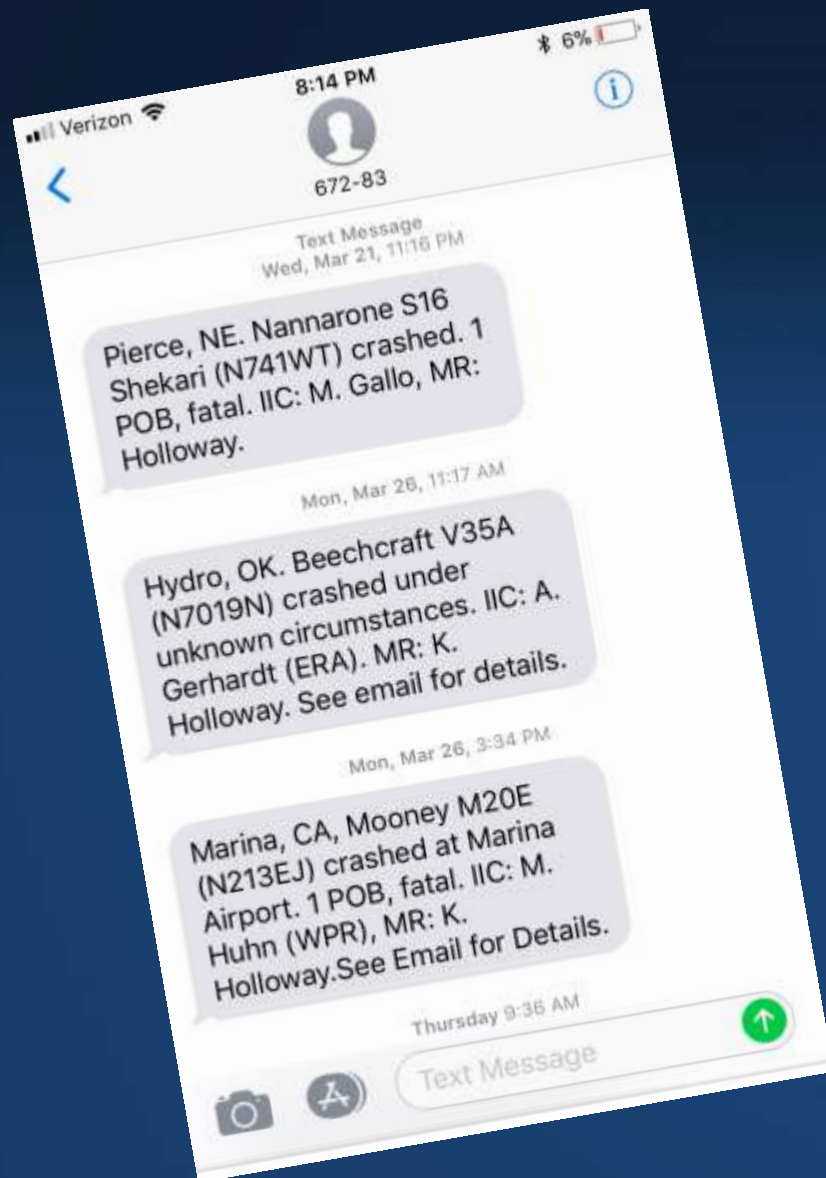 Verizon
8:14 PM
6%
672-83
Text Message
Wed, Mar 21, 11:16 PM
Pierce, NE. Nannarone S16
Shekari (N741WT) crashed. 1
POB, fatal. IIC: M. Gallo, MR:
Holloway.
Mon, Mar 26, 11:17 AM
Hydro, OK. Beechcraft V35A
(N7019N) crashed under
unknown circumstances. IIC: A.
Gerhardt (ERA). MR: K.
Holloway. See email for details.
Mon, Mar 26, 3:34 PM
Marina, CA, Mooney M20E
(N213EJ) crashed at Marina
Airport. 1 POB, fatal. IIC: M.
Huhn (WPR), MR: K.
Holloway.See Email for Details.
Thursday 9:36 AM
Text Message